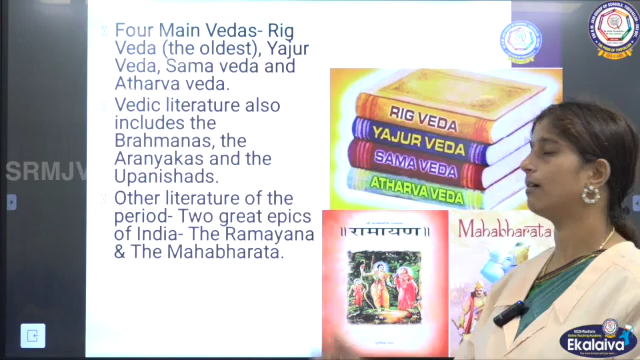 Four Main Vedas- Rig
Veda (the oldest), Yajur
Veda, Sama veda and
Atharva veda.
Vedic literature also
includes the
Brahmanas, the
Aranyakas and the
Upanishads.
Other literature of the
period- Two great epics
of India- The Ramayana
& The Mahabharata.
RIG VEDA
YAJUR VEDA
SAMA VEDA
ATHARVA VEDA
॥रामायण॥
Mahabharata
SRMJV
Ekalaiva